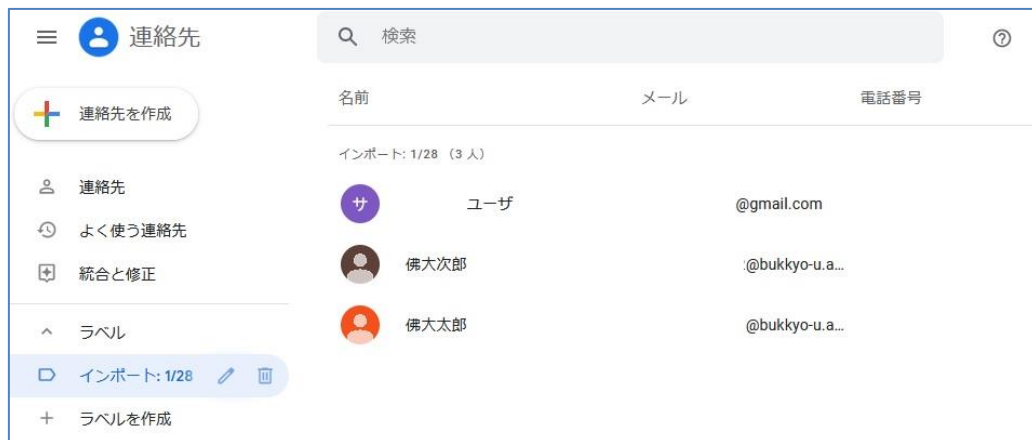 連絡先
検索
連絡先を作成
連絡先
よく使う連絡先
統合と修正
ラベル
インポート: 1/28
ラベルを作成
名前 メール 電話番号
インポート: 1/28 （3 人）
サ ユーザ @gmail.com
佛大次郎 @bukkyo-u.a...
佛大太郎 @bukkyo-u.a...